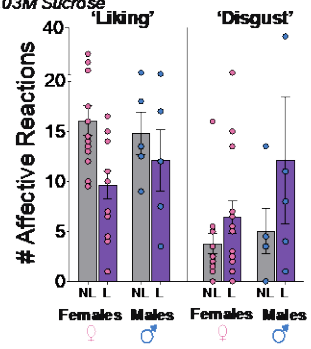 03M Sucrose
'Liking' 'Disgust'
# Affective Reactions
40
20
15
10
5
0
NL L NL L NL L NL L
Females Males Females Males
♀ ♂ ♀ ♂